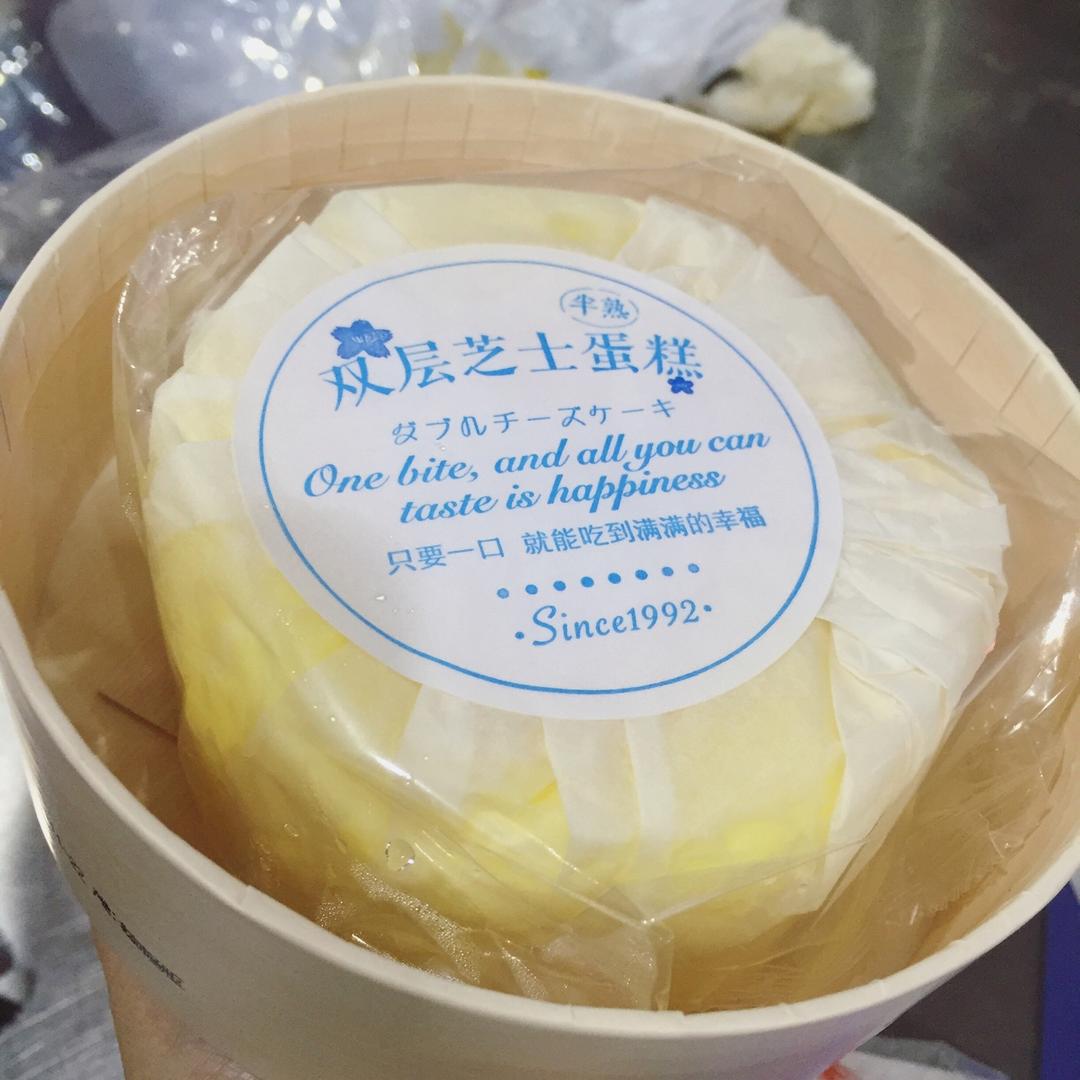 半熟
双层芝士蛋糕
ダブルチーズケーキ
One bite, and all you can
taste is happiness
只要一口 就能吃到满满的幸福
·Since1992·